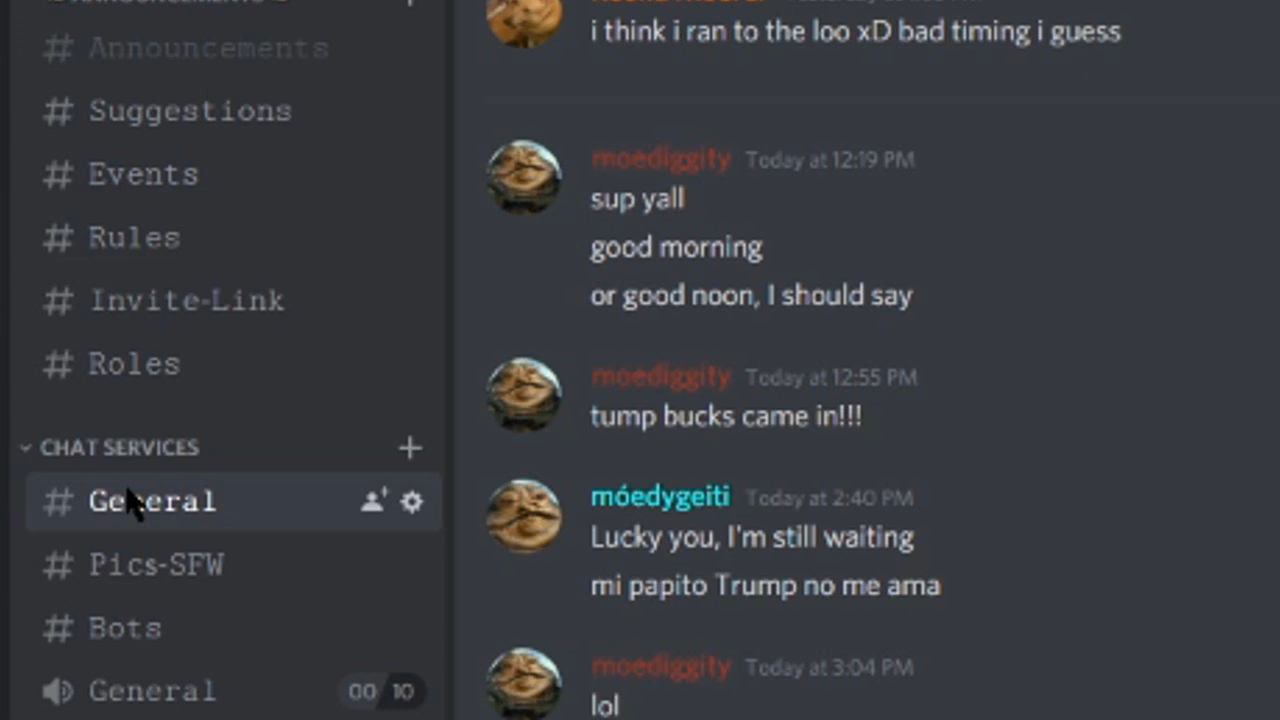 Announcements
Suggestions
Events
Rules
Invite-Link
Roles
CHAT SERVICES
General
Pics-SFW
Bots
General 00 10
i think i ran to the loo xD bad timing i guess
moediggity Today at 12:19 PM
sup yall
good morning
or good noon, I should say
moediggity Today at 12:55 PM
tump bucks came in!!!
móedygeiti Today at 2:40 PM
Lucky you, I'm still waiting
mi papito Trump no me ama
moediggity Today at 3:04 PM
lol